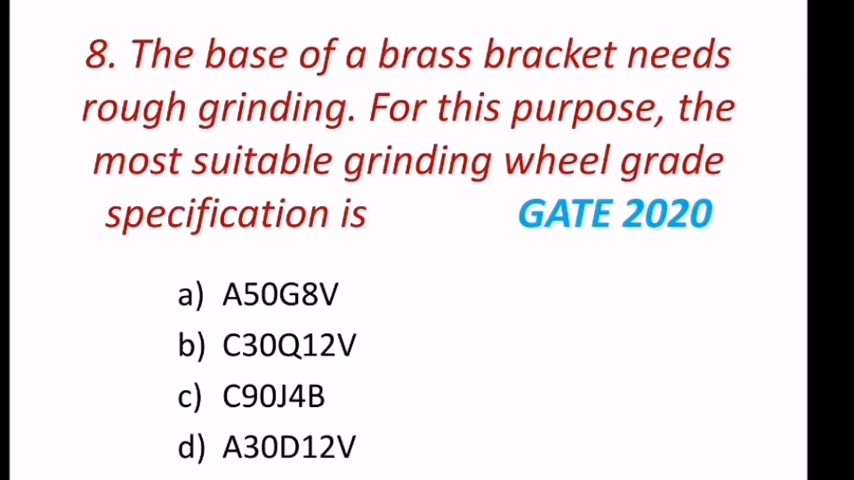 8. The base of a brass bracket needs
rough grinding. For this purpose, the
most suitable grinding wheel grade
specification is GATE 2020
a) A50G8V
b) C30Q12V
c) C90J4B
d) A30D12V